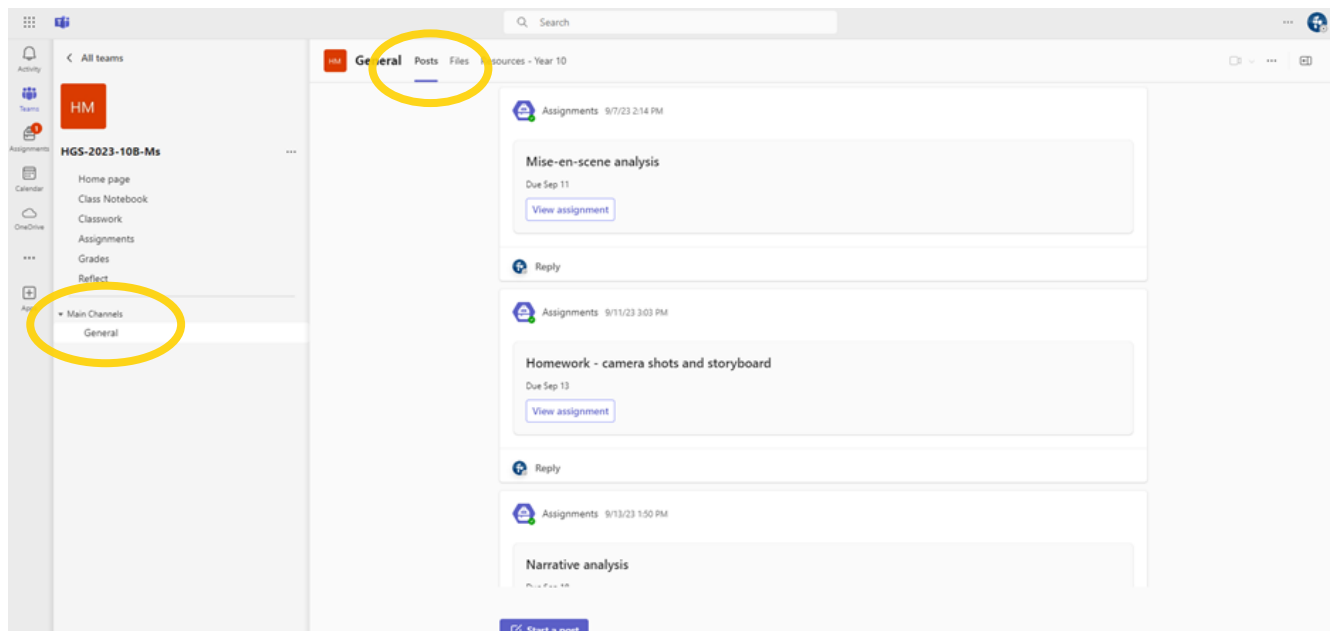 Search
Activity
Teams
Assignments
Calendar
OneDrive
All teams
HM
HGS-2023-10B-Ms
Home page
Class Notebook
Classwork
Assignments
Grades
Reflect
Main Channels
General
HM General Posts Files Resources - Year 10
Assignments 9/7/23 2:14 PM
Mise-en-scene analysis
Due Sep 11
View assignment
Reply
Assignments 9/11/23 3:03 PM
Homework - camera shots and storyboard
Due Sep 13
View assignment
Reply
Assignments 9/13/23 1:50 PM
Narrative analysis
Start a post